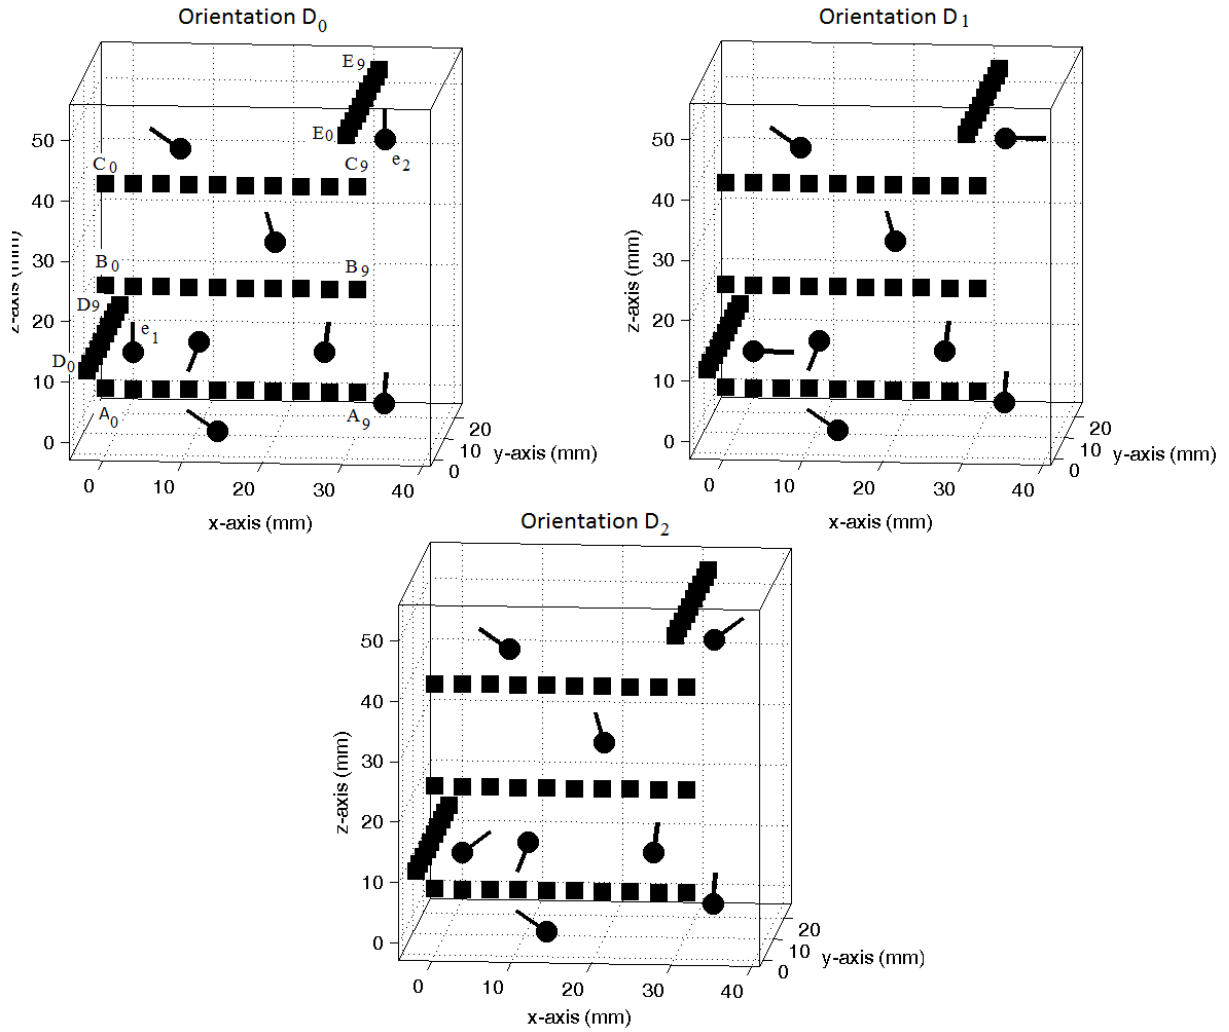 Orientation D0
E9
50
E0
e2
C0
C9
40
30
B0
B9
z-axis (mm)
D9
20
e1
D0
10
A0
A9
0
20
10
0
y-axis (mm)
0
10
20
30
40
x-axis (mm)
Orientation D1
50
40
30
z-axis (mm)
20
10
0
20
10
0
y-axis (mm)
0
10
20
30
40
x-axis (mm)
Orientation D2
50
40
30
z-axis (mm)
20
10
0
20
10
0
y-axis (mm)
0
10
20
30
40
x-axis (mm)